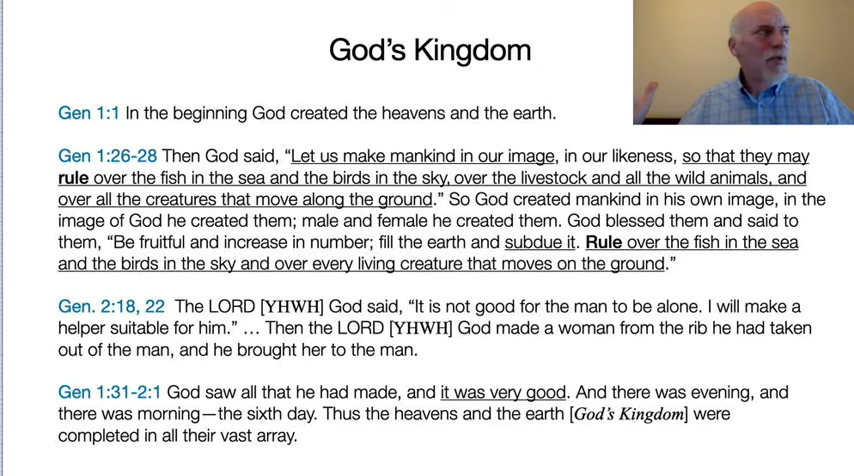 God’s Kingdom
Gen 1:1 In the beginning God created the heavens and the earth.
Gen 1:26-28 Then God said, “Let us make mankind in our image, in our likeness, so that they may
rule over the fish in the sea and the birds in the sky, over the livestock and all the wild animals, and
over all the creatures that move along the ground.” So God created mankind in his own image, in the
image of God he created them; male and female he created them. God blessed them and said to
them, “Be fruitful and increase in number; fill the earth and subdue it. Rule over the fish in the sea
and the birds in the sky and over every living creature that moves on the ground.”
Gen. 2:18, 22 The LORD [YHWH] God said, “It is not good for the man to be alone. I will make a
helper suitable for him.” … Then the LORD [YHWH] God made a woman from the rib he had taken
out of the man, and he brought her to the man.
Gen 1:31-2:1 God saw all that he had made, and it was very good. And there was evening, and
there was morning—the sixth day. Thus the heavens and the earth [God’s Kingdom] were
completed in all their vast array.